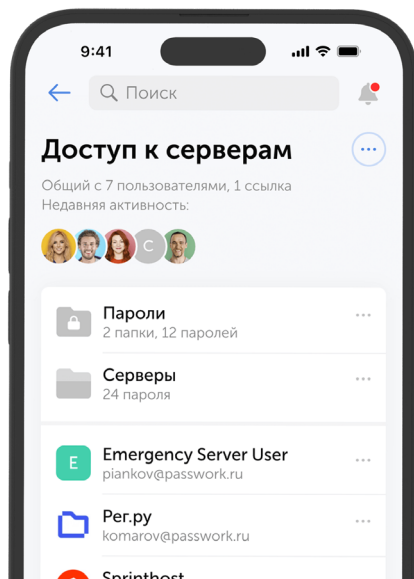 9:41
Поиск
Доступ к серверам
Общий с 7 пользователями, 1 ссылка
Недавняя активность:
C
Пароли
2 папки, 12 паролей
Серверы
24 пароля
E
Emergency Server User
piankov@passwork.ru
Рег.ру
komarov@passwork.ru
Sprinthost